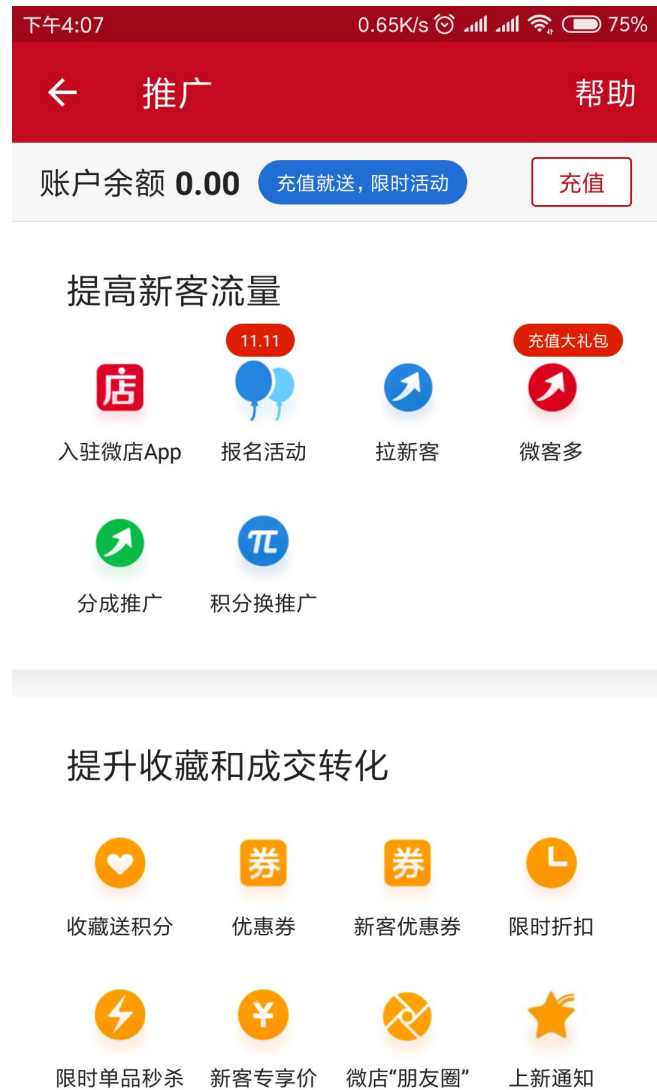 下午4:07 0.65K/s 75%
推广 帮助
账户余额 0.00 充值就送，限时活动 充值
提高新客流量
11.11 充值大礼包
店
入驻微店App 报名活动 拉新客 微客多
π
分成推广 积分换推广
提升收藏和成交转化
券 券
收藏送积分 优惠券 新客优惠券 限时折扣
¥
限时单品秒杀 新客专享价 微店“朋友圈” 上新通知